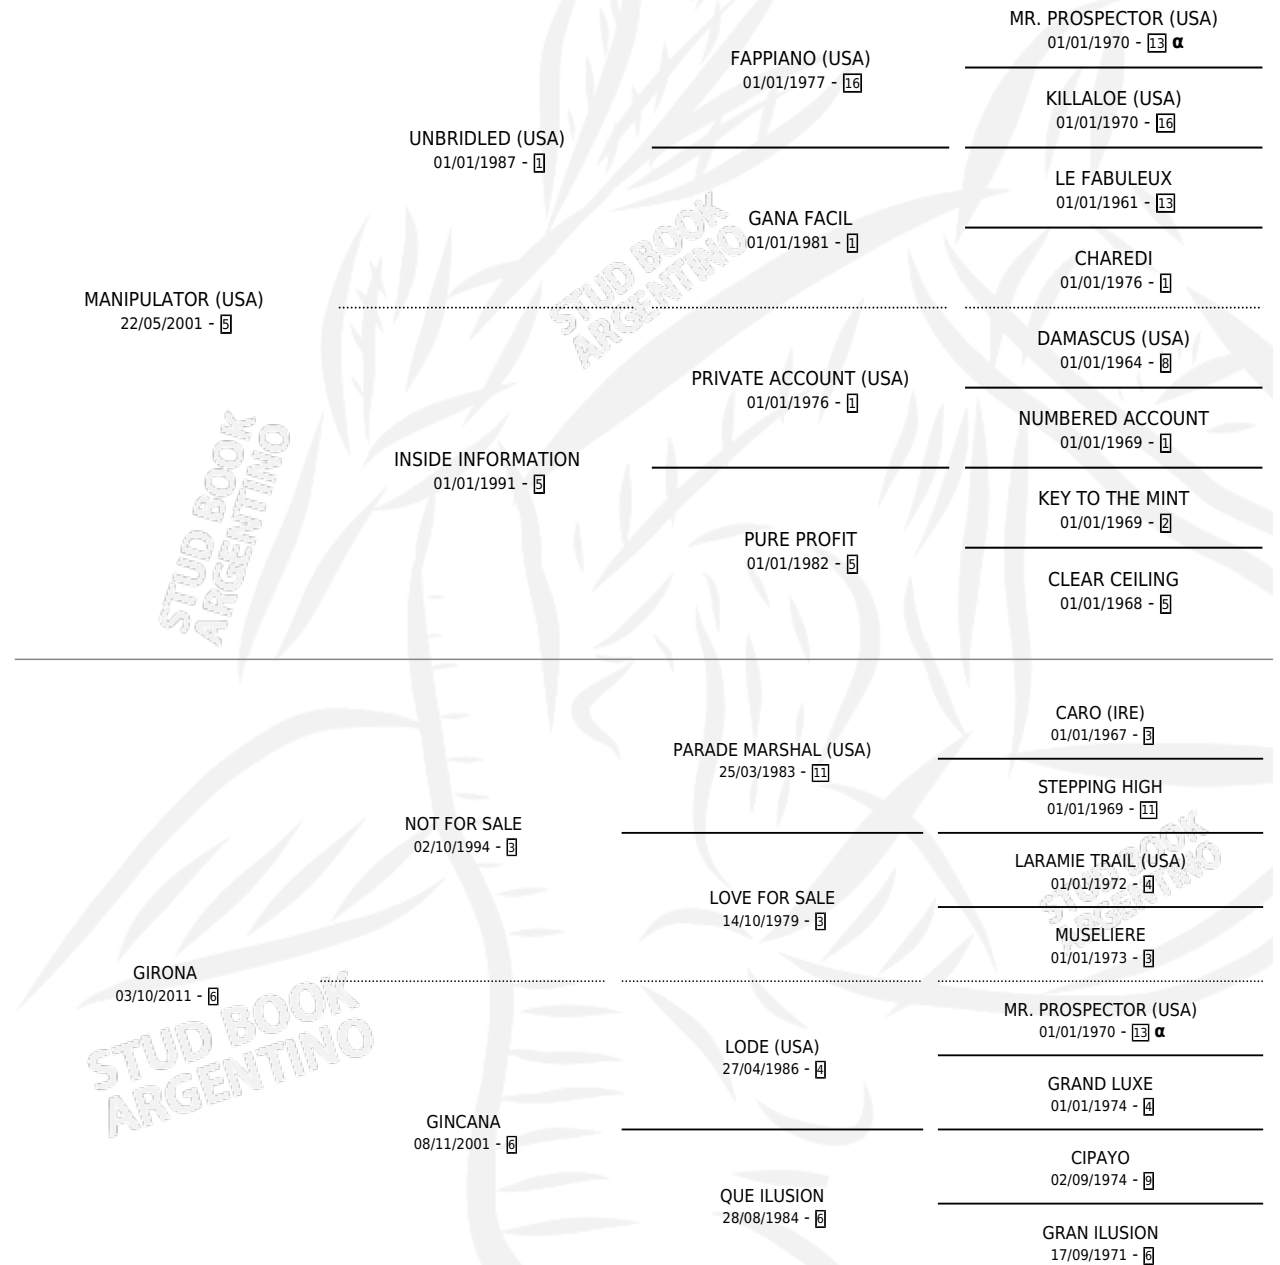 MR. PROSPECTOR (USA)
01/01/1970 - 13 α
FAPPIANO (USA)
01/01/1977 - 16
KILLALOE (USA)
01/01/1970 - 16
UNBRIDLED (USA)
01/01/1987 - 1
LE FABULEUX
01/01/1961 - 13
GANA FACIL
01/01/1981 - 1
CHAREDI
01/01/1976 - 1
MANIPULATOR (USA)
22/05/2001 - 5
DAMASCUS (USA)
01/01/1964 - 8
PRIVATE ACCOUNT (USA)
01/01/1976 - 1
NUMBERED ACCOUNT
01/01/1969 - 1
INSIDE INFORMATION
01/01/1991 - 5
KEY TO THE MINT
01/01/1969 - 2
PURE PROFIT
01/01/1982 - 5
CLEAR CEILING
01/01/1968 - 5
CARO (IRE)
01/01/1967 - 3
PARADE MARSHAL (USA)
25/03/1983 - 11
STEPPING HIGH
01/01/1969 - 11
NOT FOR SALE
02/10/1994 - 3
LARAMIE TRAIL (USA)
01/01/1972 - 4
LOVE FOR SALE
14/10/1979 - 3
MUSELIERE
01/01/1973 - 3
GIRONA
03/10/2011 - 6
MR. PROSPECTOR (USA)
01/01/1970 - 13 α
LODE (USA)
27/04/1986 - 4
GRAND LUXE
01/01/1974 - 4
GINCANA
08/11/2001 - 6
CIPAYO
02/09/1974 - 9
QUE ILUSION
28/08/1984 - 6
GRAN ILUSION
17/09/1971 - 6
STUD BOOK
ARGENTINO
STUD BOOK
ARGENTINO
STUD BOOK
ARGENTINO
STUD BOOK
ARGENTINO